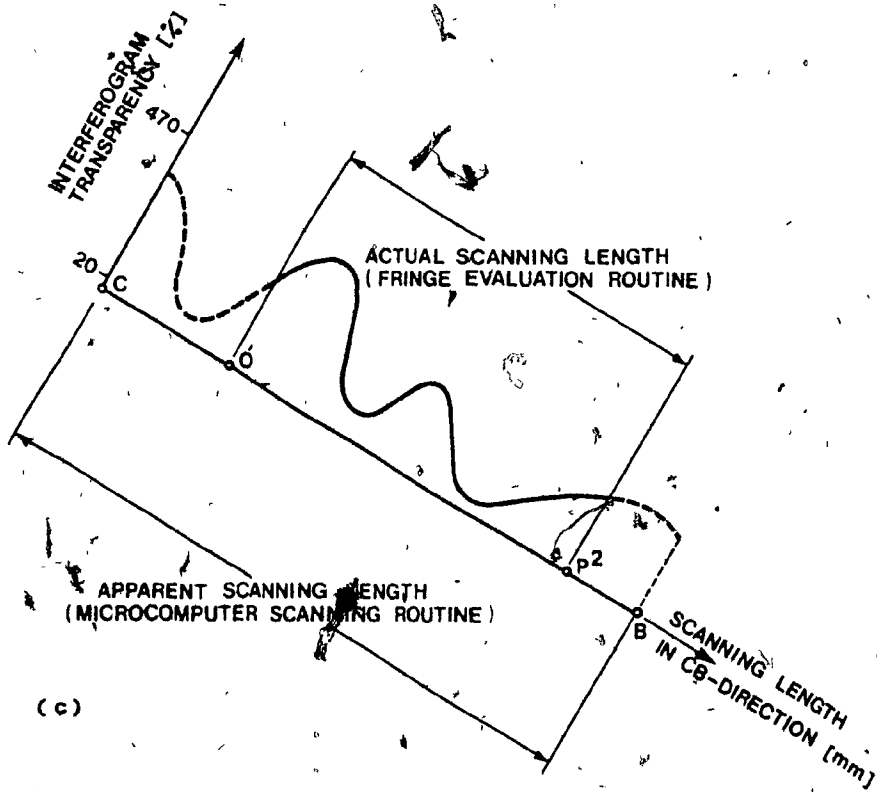 INTERFEROGRAM
TRANSPARENCY [%]
470
20
C
O
ACTUAL SCANNING LENGTH
(FRINGE EVALUATION ROUTINE)
P2
B
APPARENT SCANNING LENGTH
(MICROCOMPUTER SCANNING ROUTINE)
SCANNING LENGTH
IN CB-DIRECTION [mm]
(c)